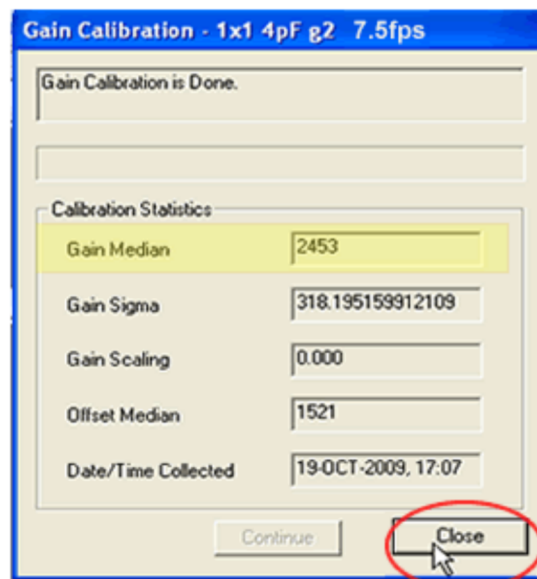 Gain Calibration - 1x1 4pF g2 7.5fps
Gain Calibration is Done.
Calibration Statistics
Gain Median 2453
Gain Sigma 318.195159912109
Gain Scaling 0.000
Offset Median 1521
Date/Time Collected 19-OCT-2009, 17:07
Continue Close